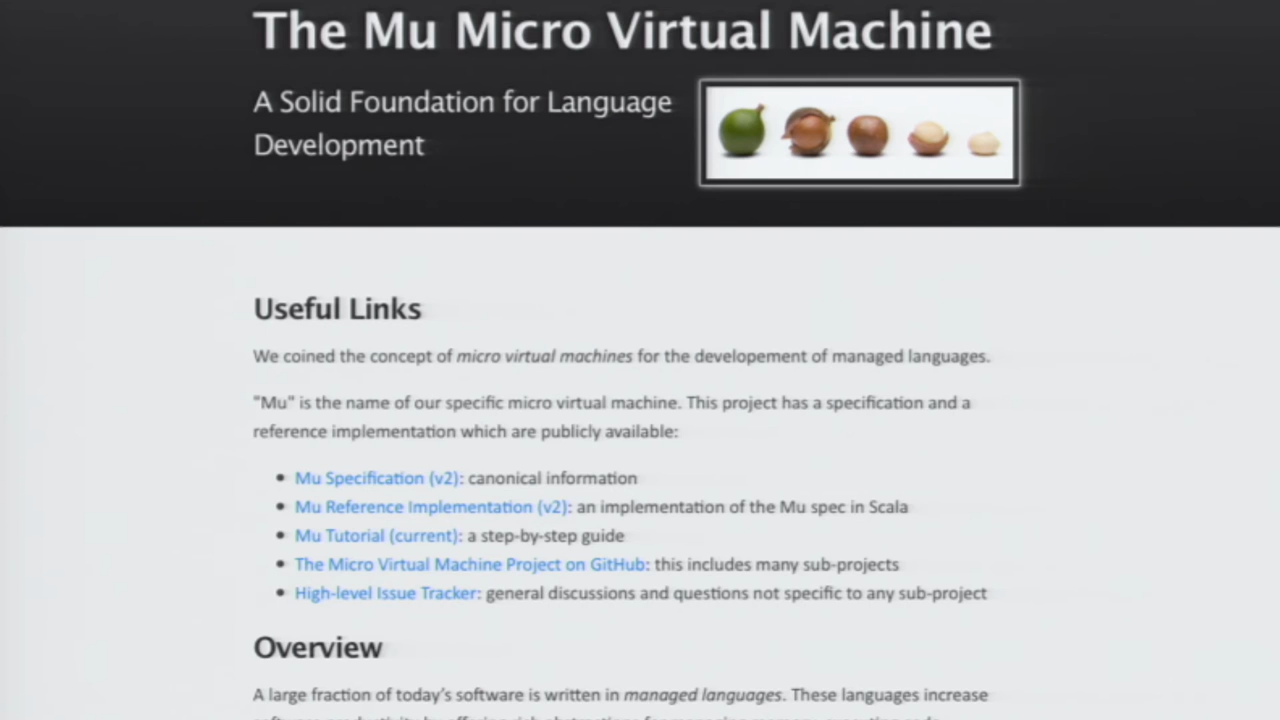 The Mu Micro Virtual Machine
A Solid Foundation for Language
Development
Useful Links
We coined the concept of micro virtual machines for the developement of managed languages.
"Mu" is the name of our specific micro virtual machine. This project has a specification and a
reference implementation which are publicly available:
• Mu Specification (v2): canonical information
• Mu Reference Implementation (v2): an implementation of the Mu spec in Scala
• Mu Tutorial (current): a step-by-step guide
• The Micro Virtual Machine Project on GitHub: this includes many sub-projects
• High-level Issue Tracker: general discussions and questions not specific to any sub-project
Overview
A large fraction of today's software is written in managed languages. These languages increase